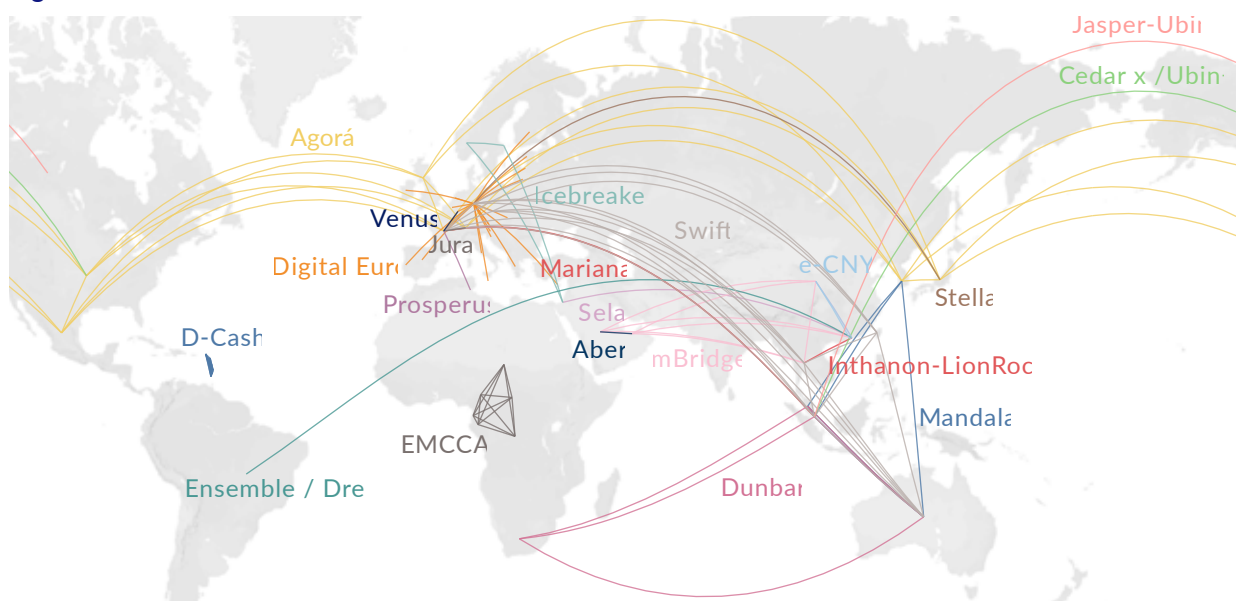 Jasper-Ubin
Cedar x /Ubin
Agorá
Icebreake
Venus
Swift
Jura
Digital Euro
Mariana
e-CNY
Prosperus
Stella
Sela
D-Cash
Aber
mBridge
Inthanon-LionRoc
Mandala
EMCCA
Ensemble / Dre
Dunbar